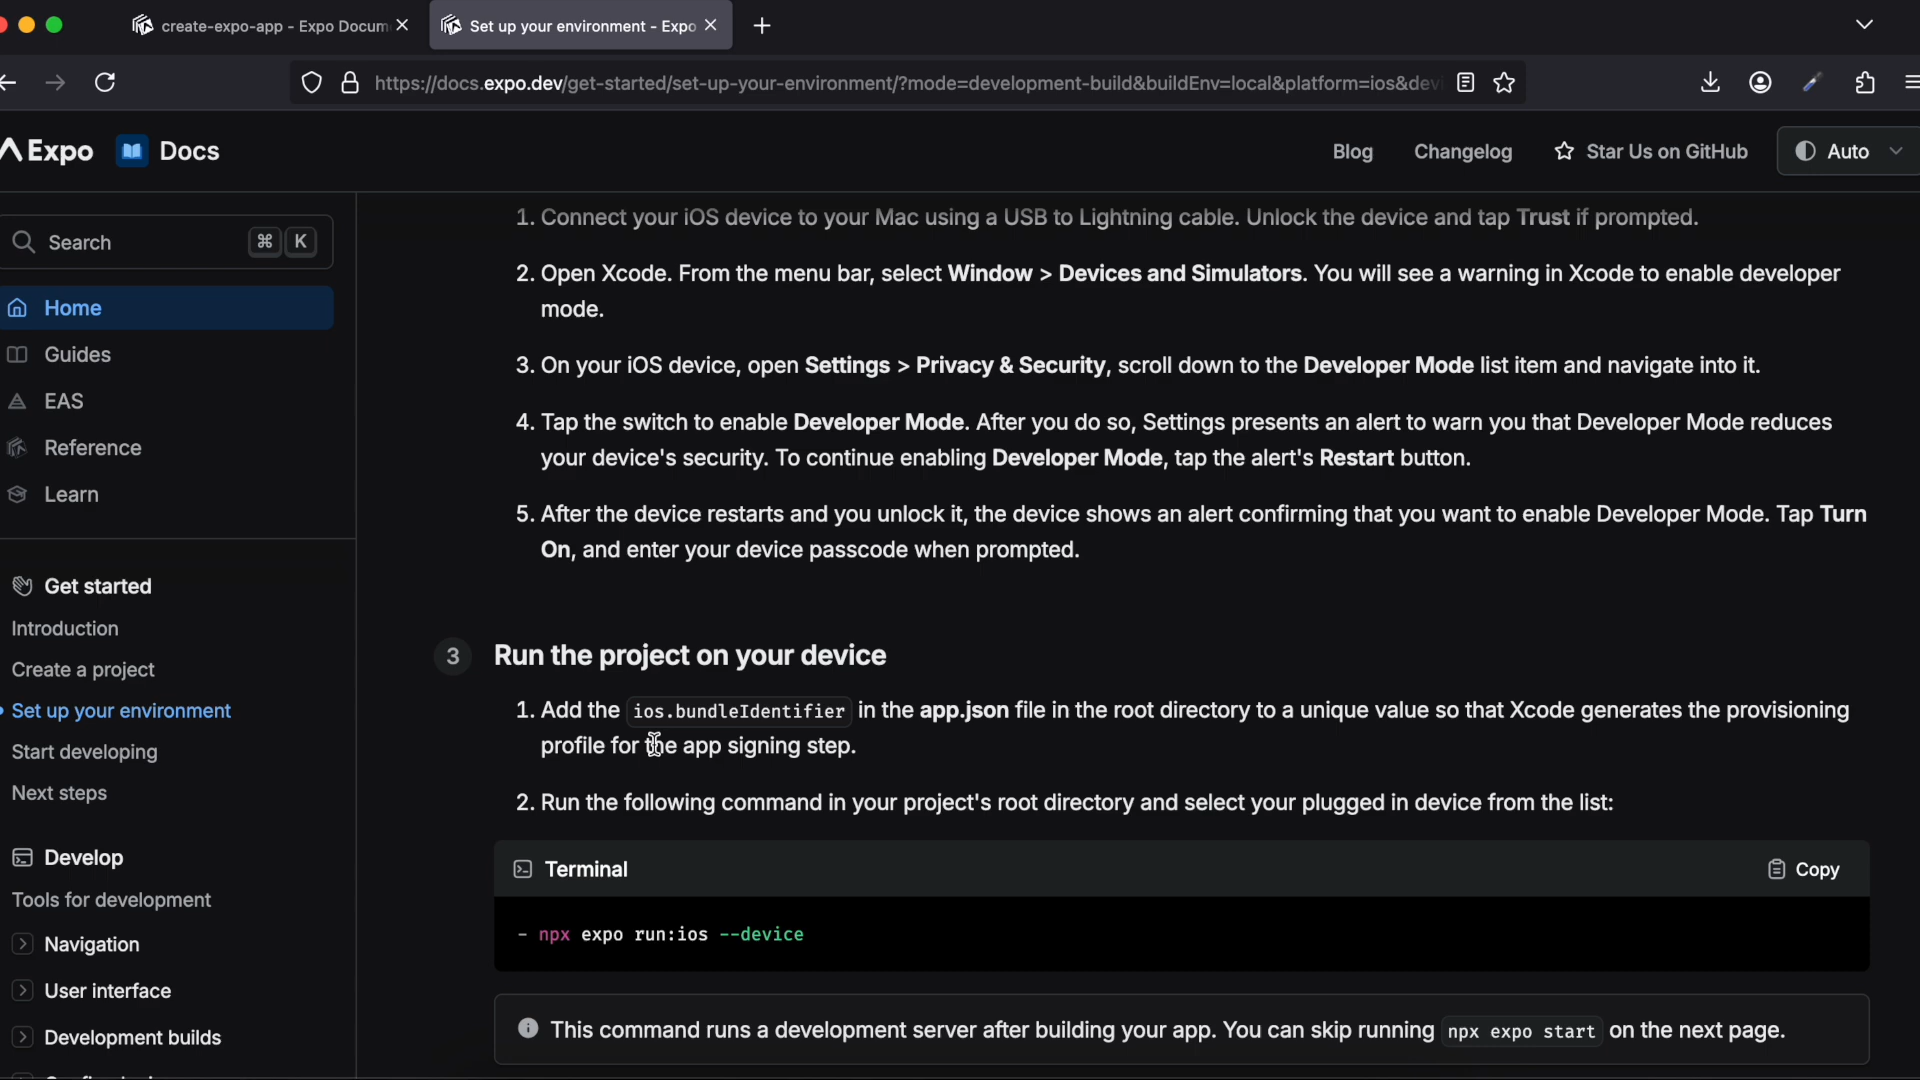 create-expo-app - Expo Docum
Set up your environment - Expo
https://docs.expo.dev/get-started/set-up-your-environment/?mode=development-build&buildEnv=local&platform=ios&dev
Expo Docs
Blog
Changelog
Star Us on GitHub
Auto
Search ⌘ K
Home
Guides
EAS
Reference
Learn
Get started
Introduction
Create a project
Set up your environment
Start developing
Next steps
Develop
Tools for development
Navigation
User interface
Development builds
1. Connect your iOS device to your Mac using a USB to Lightning cable. Unlock the device and tap Trust if prompted.
2. Open Xcode. From the menu bar, select Window > Devices and Simulators. You will see a warning in Xcode to enable developer
mode.
3. On your iOS device, open Settings > Privacy & Security, scroll down to the Developer Mode list item and navigate into it.
4. Tap the switch to enable Developer Mode. After you do so, Settings presents an alert to warn you that Developer Mode reduces
your device's security. To continue enabling Developer Mode, tap the alert's Restart button.
5. After the device restarts and you unlock it, the device shows an alert confirming that you want to enable Developer Mode. Tap Turn
On, and enter your device passcode when prompted.
3 Run the project on your device
1. Add the ios.bundleIdentifier in the app.json file in the root directory to a unique value so that Xcode generates the provisioning
profile for the app signing step.
2. Run the following command in your project's root directory and select your plugged in device from the list:
Terminal
Copy
- npx expo run:ios --device
This command runs a development server after building your app. You can skip running npx expo start on the next page.